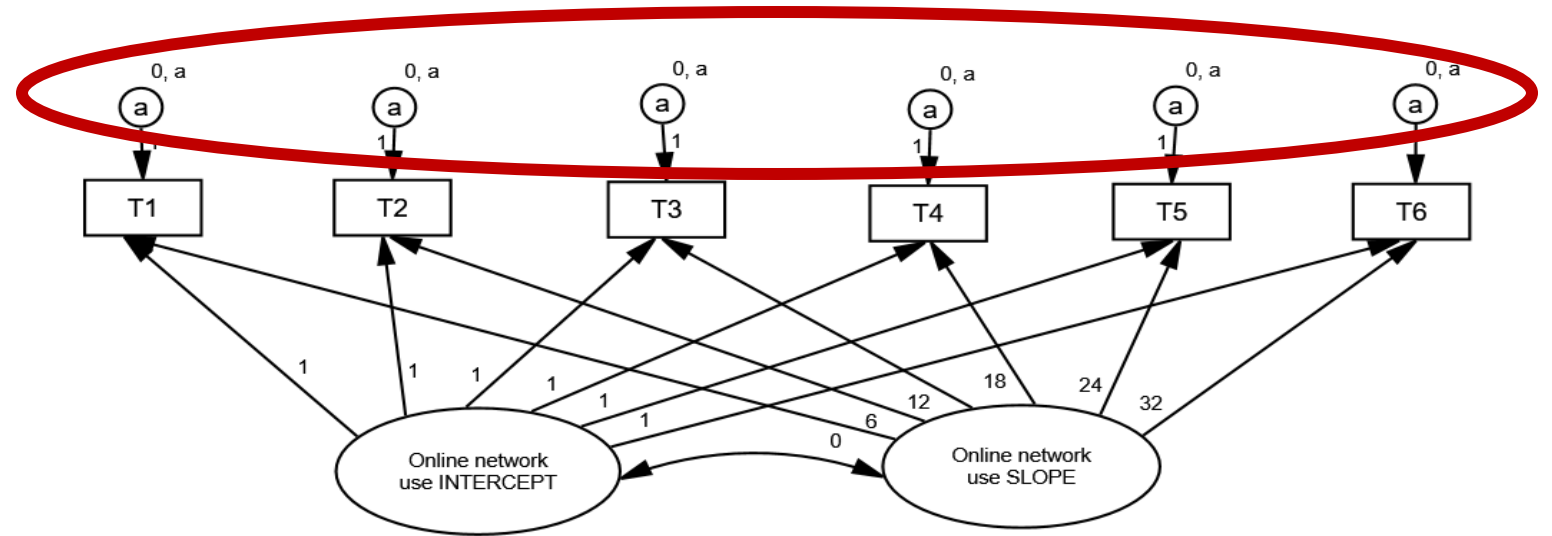 0, a
0, a
0, a
0, a
0, a
0, a
a
a
a
a
a
a
1
1
1
1
T1
T2
T3
T4
T5
T6
1
1
1
1
1
1
0
6
12
18
24
32
Online network
use INTERCEPT
Online network
use SLOPE